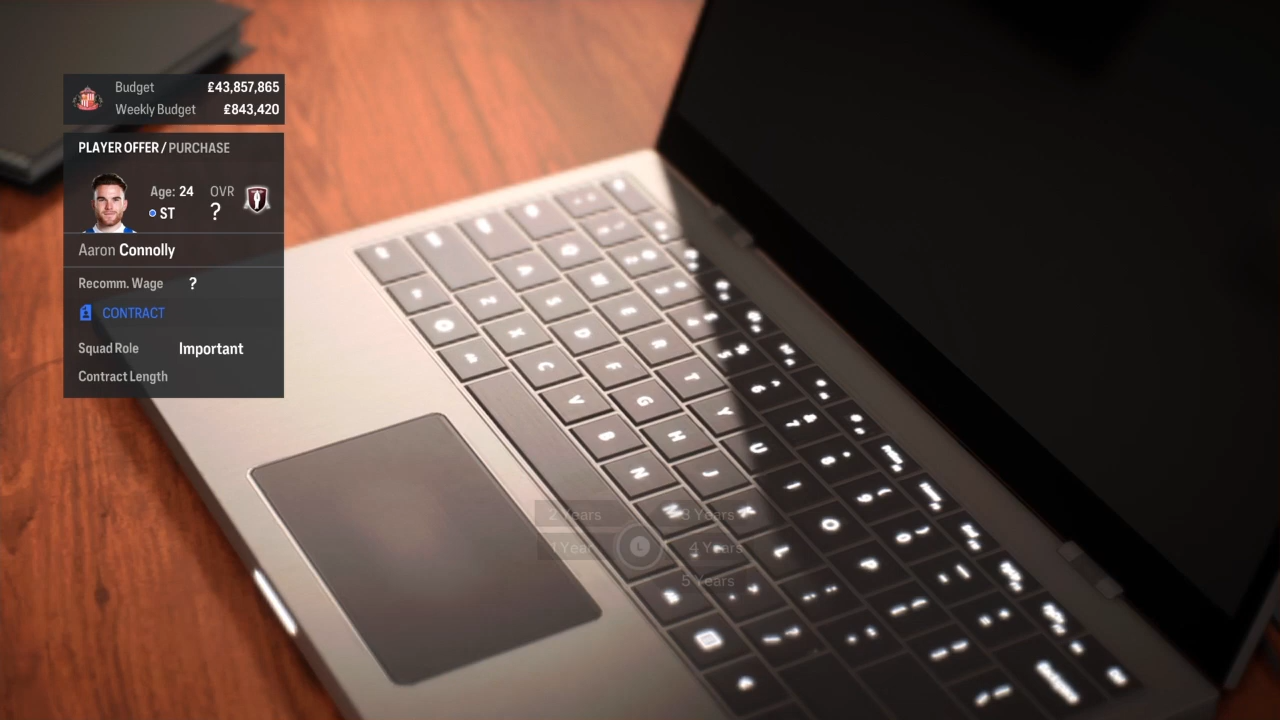 Budget £43,857,865
Weekly Budget £843,420
PLAYER OFFER / PURCHASE
Age: 24 OVR
ST ?
Aaron Connolly
Recomm. Wage ?
CONTRACT
Squad Role Important
Contract Length
2 Years 3 Years
1 Year L 4 Years
5 Years